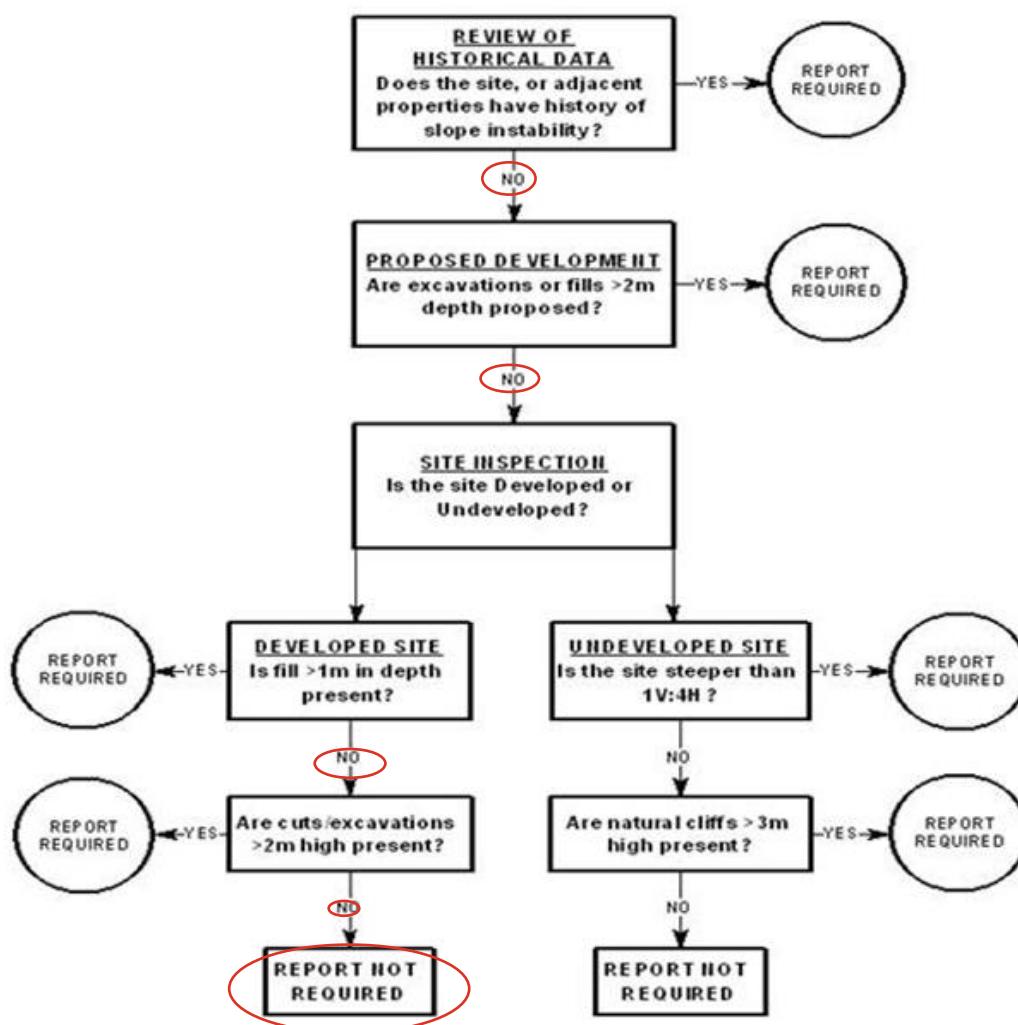 REVIEW OF
HISTORICAL DATA
Does the site, or adjacent
properties have history of
slope instability?
YES
REPORT
REQUIRED
NO
PROPOSED DEVELOPMENT
Are excavations or fills >2m
depth proposed?
YES
REPORT
REQUIRED
NO
SITE INSPECTION
Is the site Developed or
Undeveloped?
DEVELOPED SITE
Is fill >1m in depth
present?
YES
REPORT
REQUIRED
NO
Are cuts/excavations
>2m high present?
YES
REPORT
REQUIRED
NO
REPORT NOT
REQUIRED
UNDEVELOPED SITE
Is the site steeper than
1V:4H ?
YES
REPORT
REQUIRED
NO
Are natural cliffs >3m
high present?
YES
REPORT
REQUIRED
NO
REPORT NOT
REQUIRED